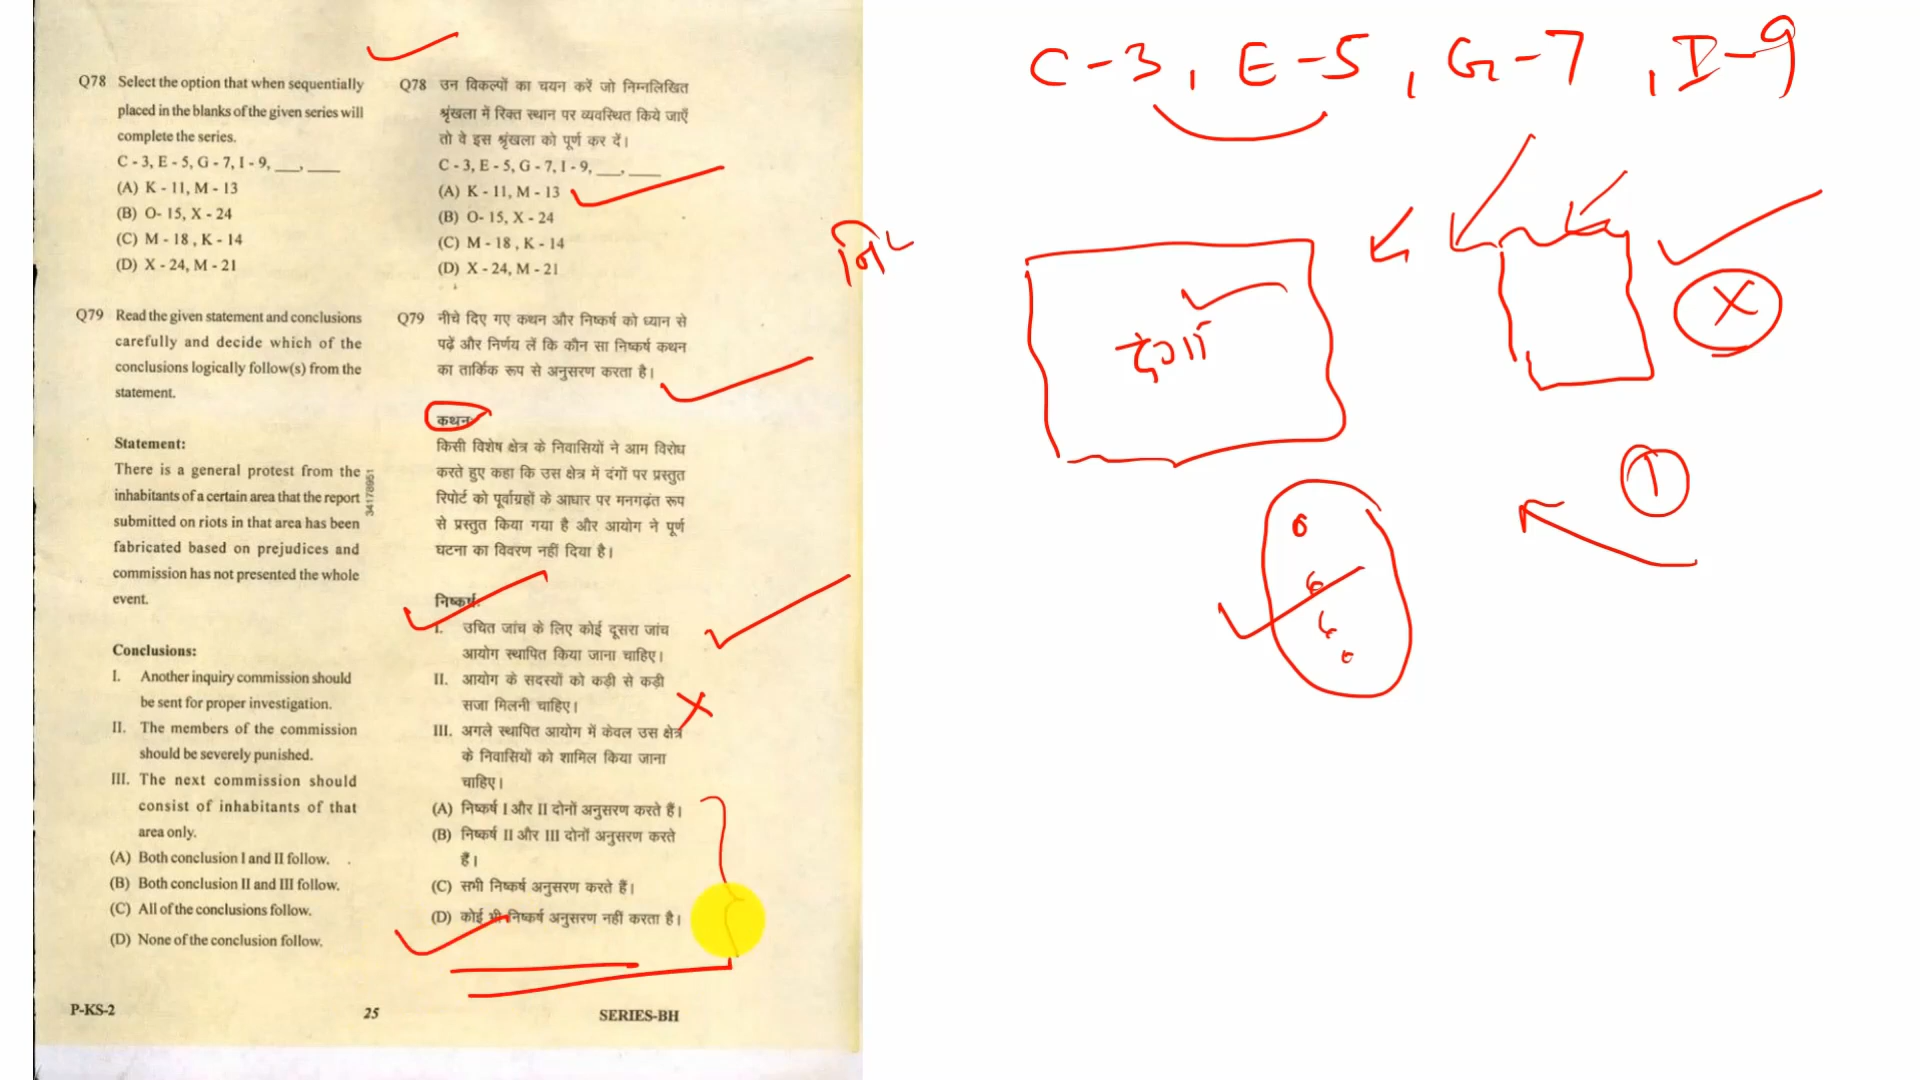 Q78 Select the option that when sequentially
placed in the blanks of the given series will
complete the series.
C - 3, E - 5, G - 7, I - 9, ___, ____
(A) K - 11, M - 13
(B) O- 15, X - 24
(C) M - 18 , K - 14
(D) X - 24, M - 21
Q79 Read the given statement and conclusions
carefully and decide which of the
conclusions logically follow(s) from the
statement.
Statement:
There is a general protest from the
inhabitants of a certain area that the report
submitted on riots in that area has been
fabricated based on prejudices and
commission has not presented the whole
event.
Conclusions:
I. Another inquiry commission should
be sent for proper investigation.
II. The members of the commission
should be severely punished.
III. The next commission should
consist of inhabitants of that
area only.
(A) Both conclusion I and II follow.
(B) Both conclusion II and III follow.
(C) All of the conclusions follow.
(D) None of the conclusion follow.
34178951
Q78 उन विकल्पों का चयन करें जो निम्नलिखित
श्रृंखला में रिक्त स्थान पर व्यवस्थित किये जाएँ
तो वे इस श्रृंखला को पूर्ण कर दें।
C - 3, E - 5, G - 7, I - 9, ___, ____
(A) K - 11, M - 13
(B) O- 15, X - 24
(C) M - 18 , K - 14
(D) X - 24, M - 21
Q79 नीचे दिए गए कथन और निष्कर्ष को ध्यान से
पढ़ें और निर्णय लें कि कौन सा निष्कर्ष कथन
का तार्किक रूप से अनुसरण करता है।
कथन:
किसी विशेष क्षेत्र के निवासियों ने आम विरोध
करते हुए कहा कि उस क्षेत्र में दंगों पर प्रस्तुत
रिपोर्ट को पूर्वाग्रहों के आधार पर मनगढ़ंत रूप
से प्रस्तुत किया गया है और आयोग ने पूर्ण
घटना का विवरण नहीं दिया है।
निष्कर्ष:
I. उचित जांच के लिए कोई दूसरा जांच
आयोग स्थापित किया जाना चाहिए।
II. आयोग के सदस्यों को कड़ी से कड़ी
सजा मिलनी चाहिए।
III. अगले स्थापित आयोग में केवल उस क्षेत्र
के निवासियों को शामिल किया जाना
चाहिए।
(A) निष्कर्ष I और II दोनों अनुसरण करते हैं।
(B) निष्कर्ष II और III दोनों अनुसरण करते
हैं।
(C) सभी निष्कर्ष अनुसरण करते हैं।
(D) कोई भी निष्कर्ष अनुसरण नहीं करता है।
P-KS-2 25 SERIES-BH
C - 3, E - 5, G - 7, I - 9